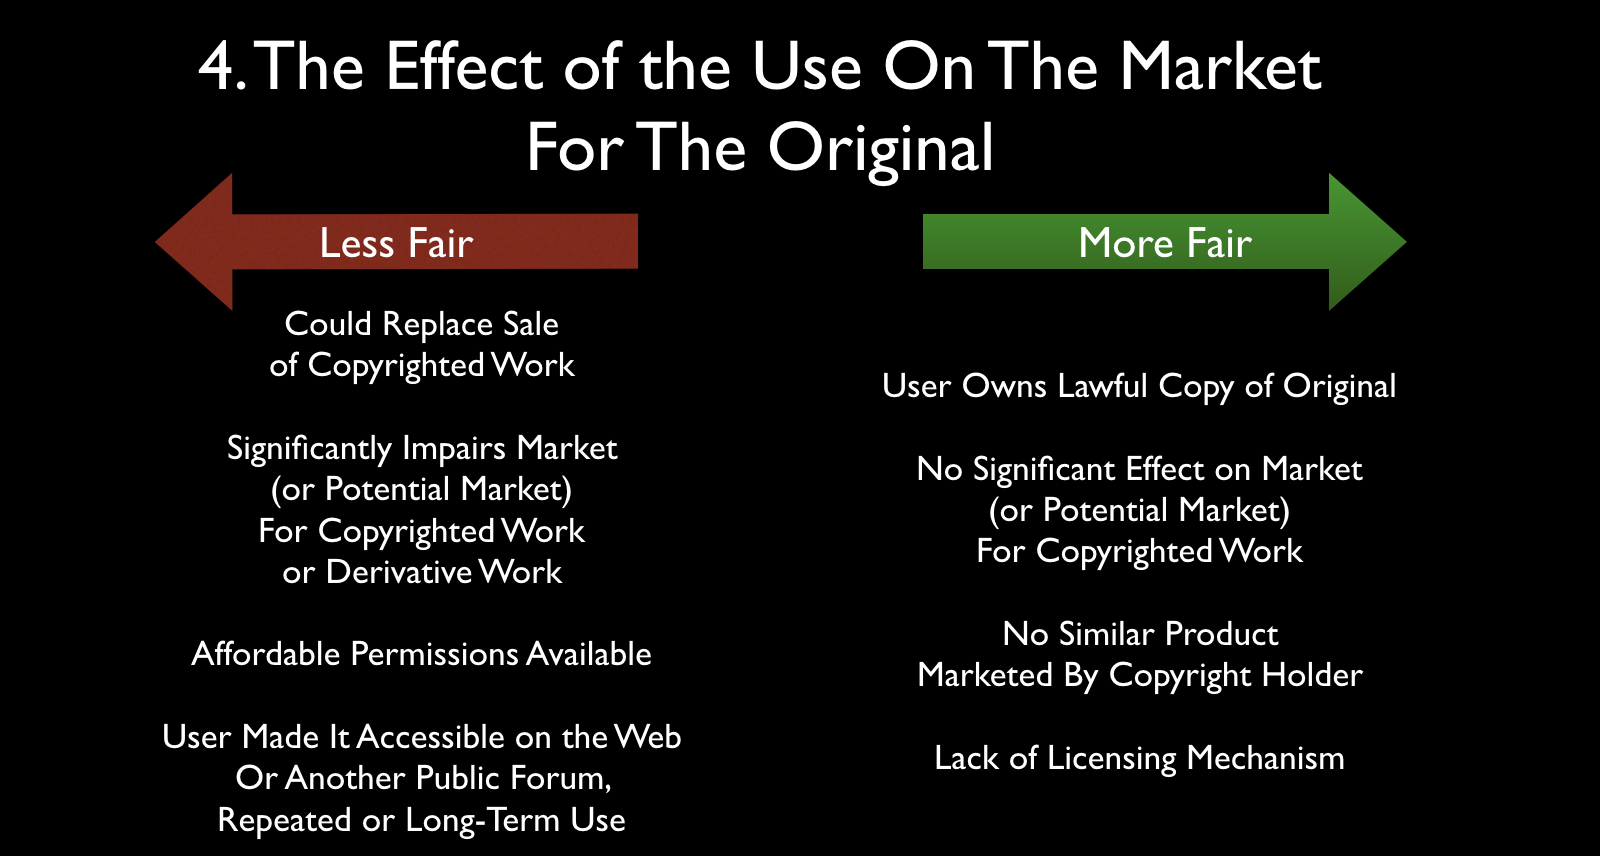 4. The Effect of the Use On The Market
For The Original
Less Fair
Could Replace Sale
of Copyrighted Work
Significantly Impairs Market
(or Potential Market)
For Copyrighted Work
or Derivative Work
Affordable Permissions Available
User Made It Accessible on the Web
Or Another Public Forum,
Repeated or Long-Term Use
More Fair
User Owns Lawful Copy of Original
No Significant Effect on Market
(or Potential Market)
For Copyrighted Work
No Similar Product
Marketed By Copyright Holder
Lack of Licensing Mechanism